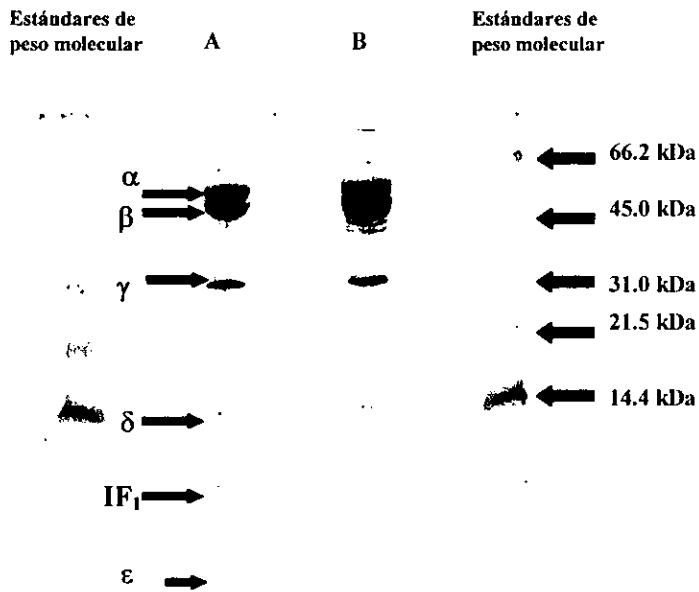 Estándares de
peso molecular
A
B
Estándares de
peso molecular
α
β
γ
δ
IF₁
ε
66.2 kDa
45.0 kDa
31.0 kDa
21.5 kDa
14.4 kDa